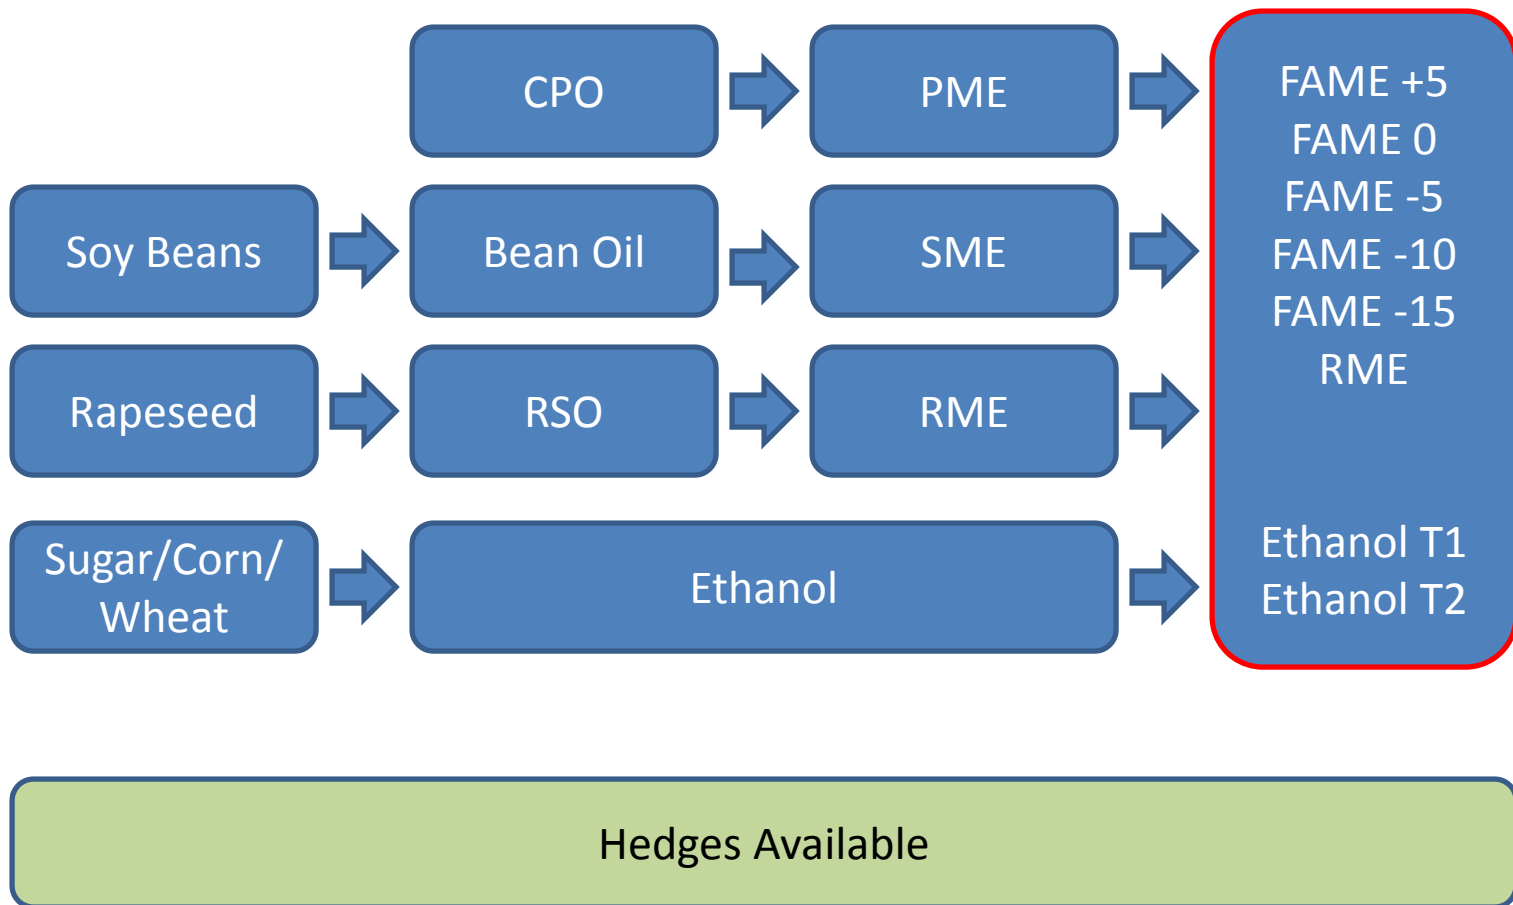 CPO
PME
Soy Beans
Bean Oil
SME
Rapeseed
RSO
RME
Sugar/Corn/
Wheat
Ethanol
FAME +5
FAME 0
FAME -5
FAME -10
FAME -15
RME
Ethanol T1
Ethanol T2
Hedges Available